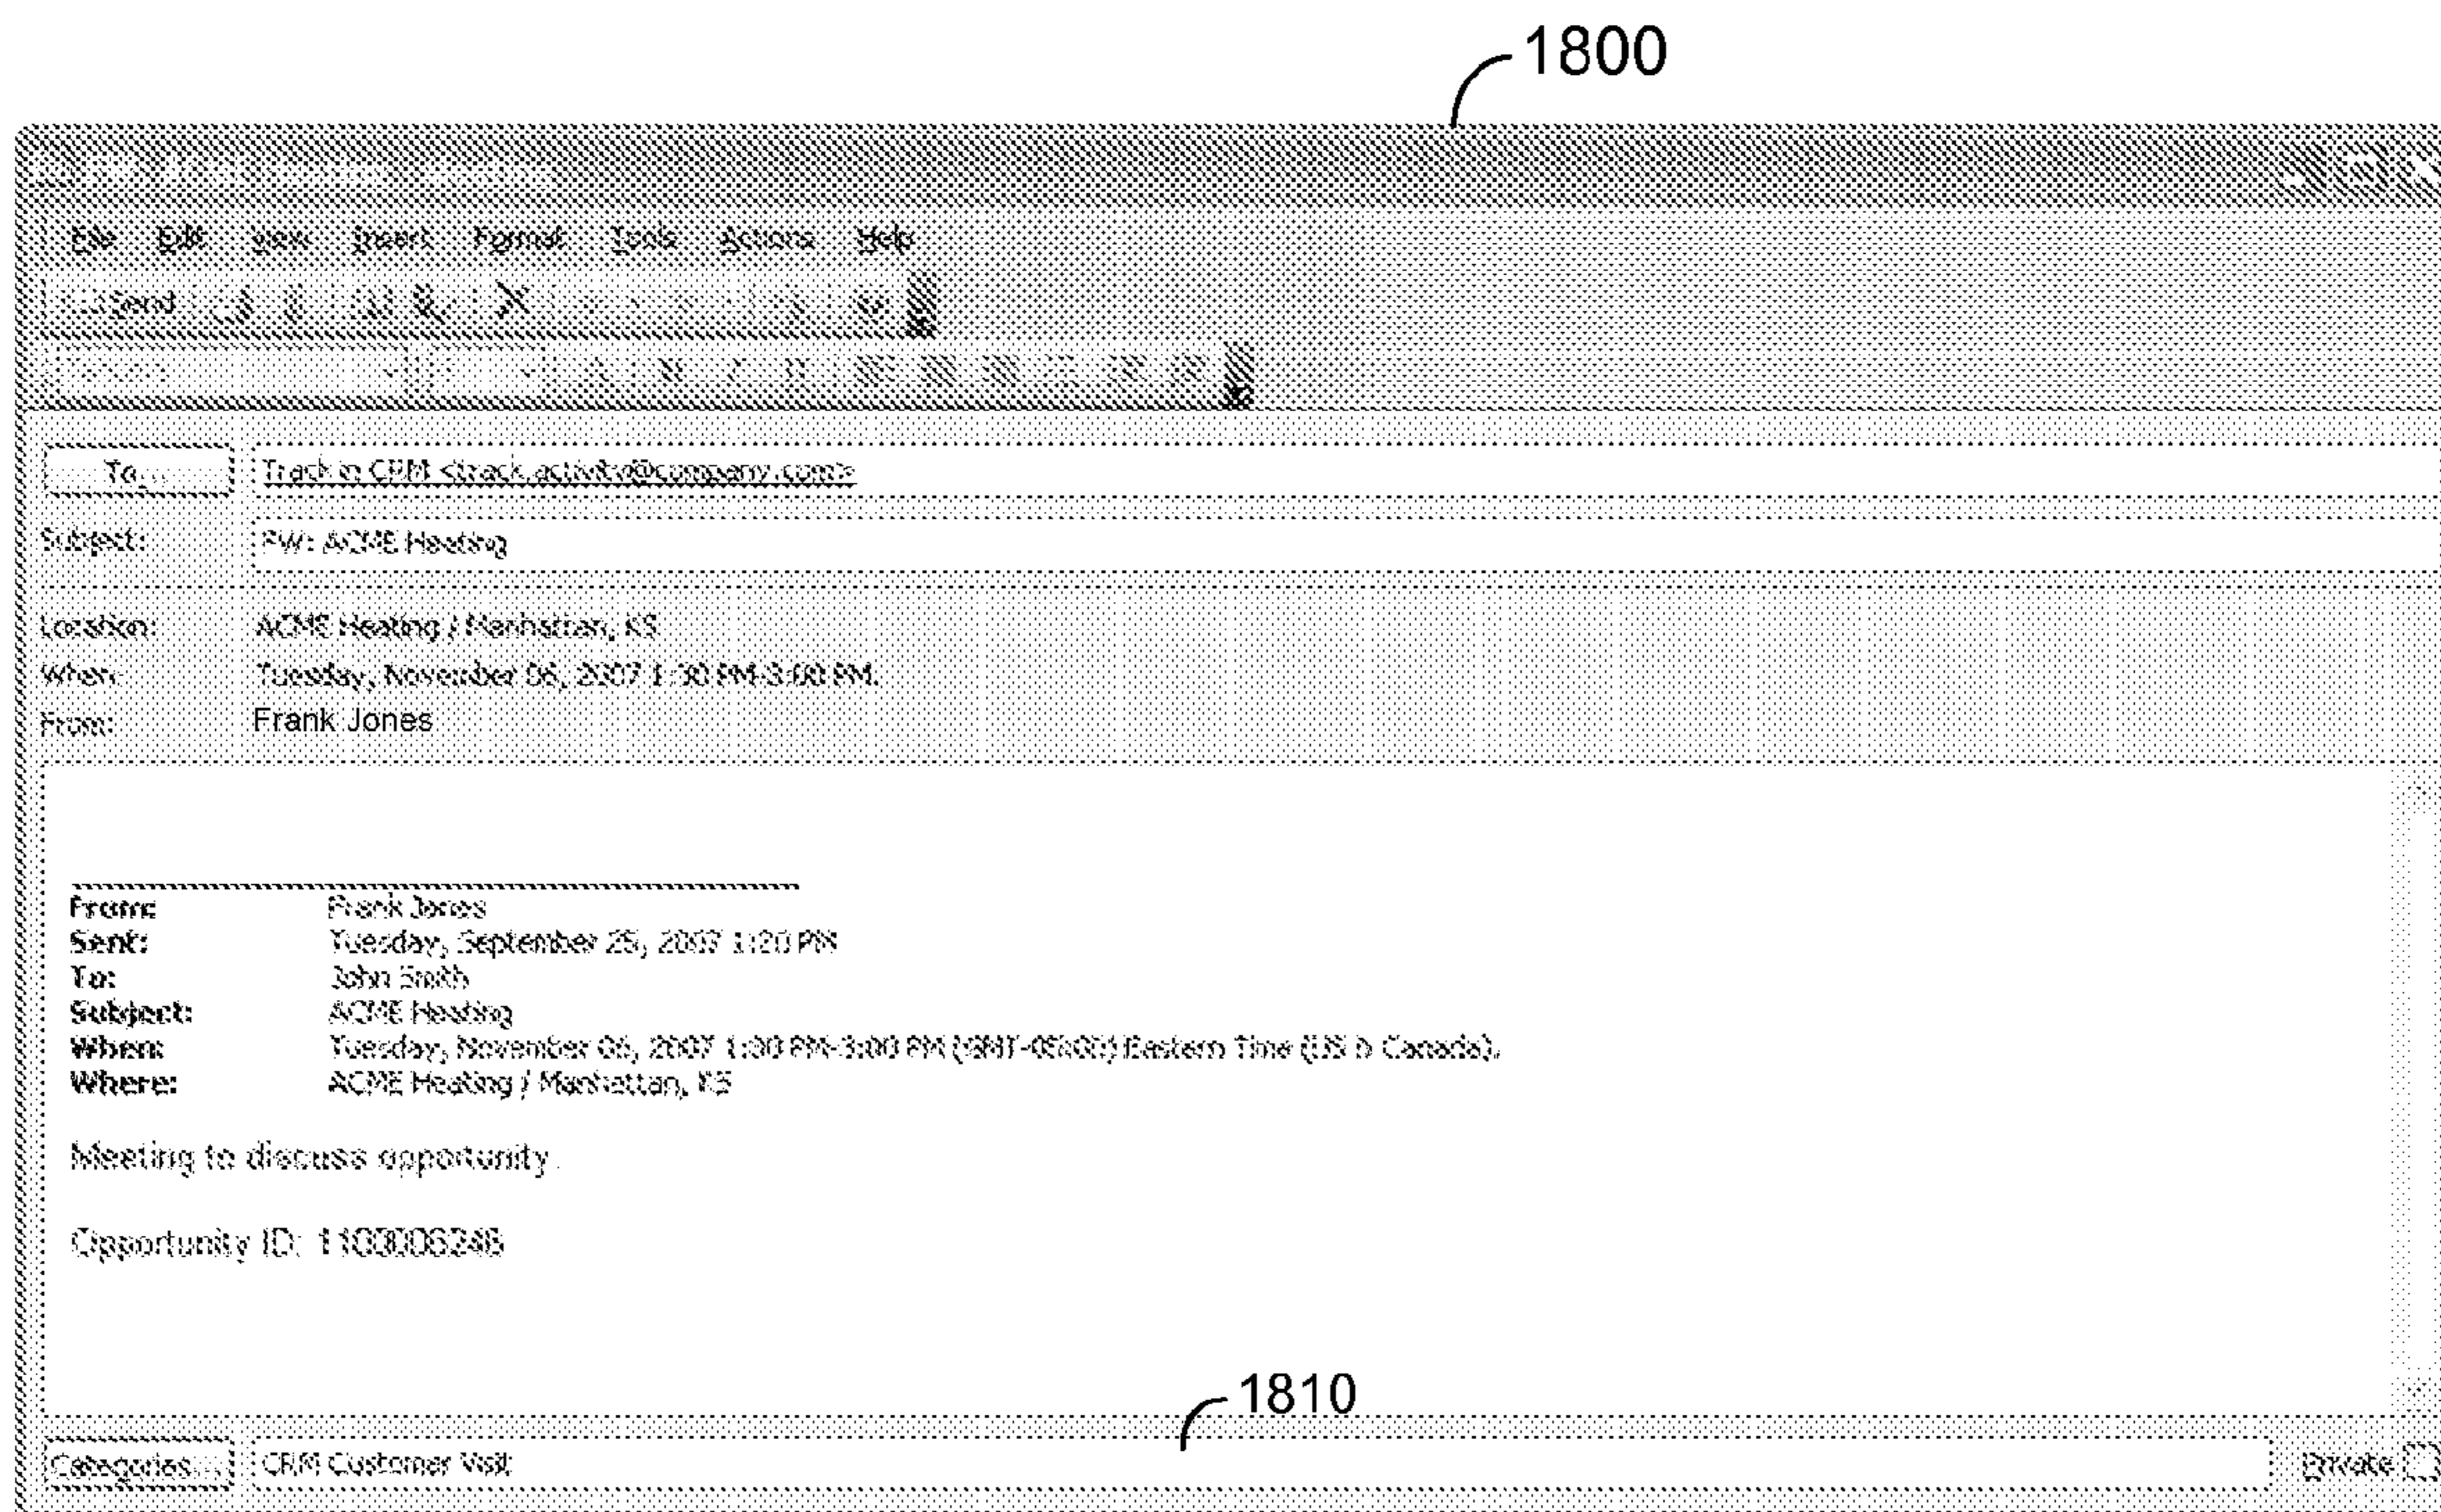 1800
File Edit View Insert Format Tools Actions Help
Send
To...
Track in CRM <track.activity@company.com>
Subject: FW: ACME Heating
Location: ACME Heating / Manhattan, KS
When: Tuesday, November 06, 2007 1:30 PM-3:00 PM.
From: Frank Jones
From: Frank Jones
Sent: Tuesday, September 25, 2007 1:20 PM
To: John Smith
Subject: ACME Heating
When: Tuesday, November 06, 2007 1:30 PM-3:00 PM (GMT-05:00) Eastern Time (US & Canada).
Where: ACME Heating / Manhattan, KS
Meeting to discuss opportunity.
Opportunity ID:
1810
Categories... CRM Customer Visit Private